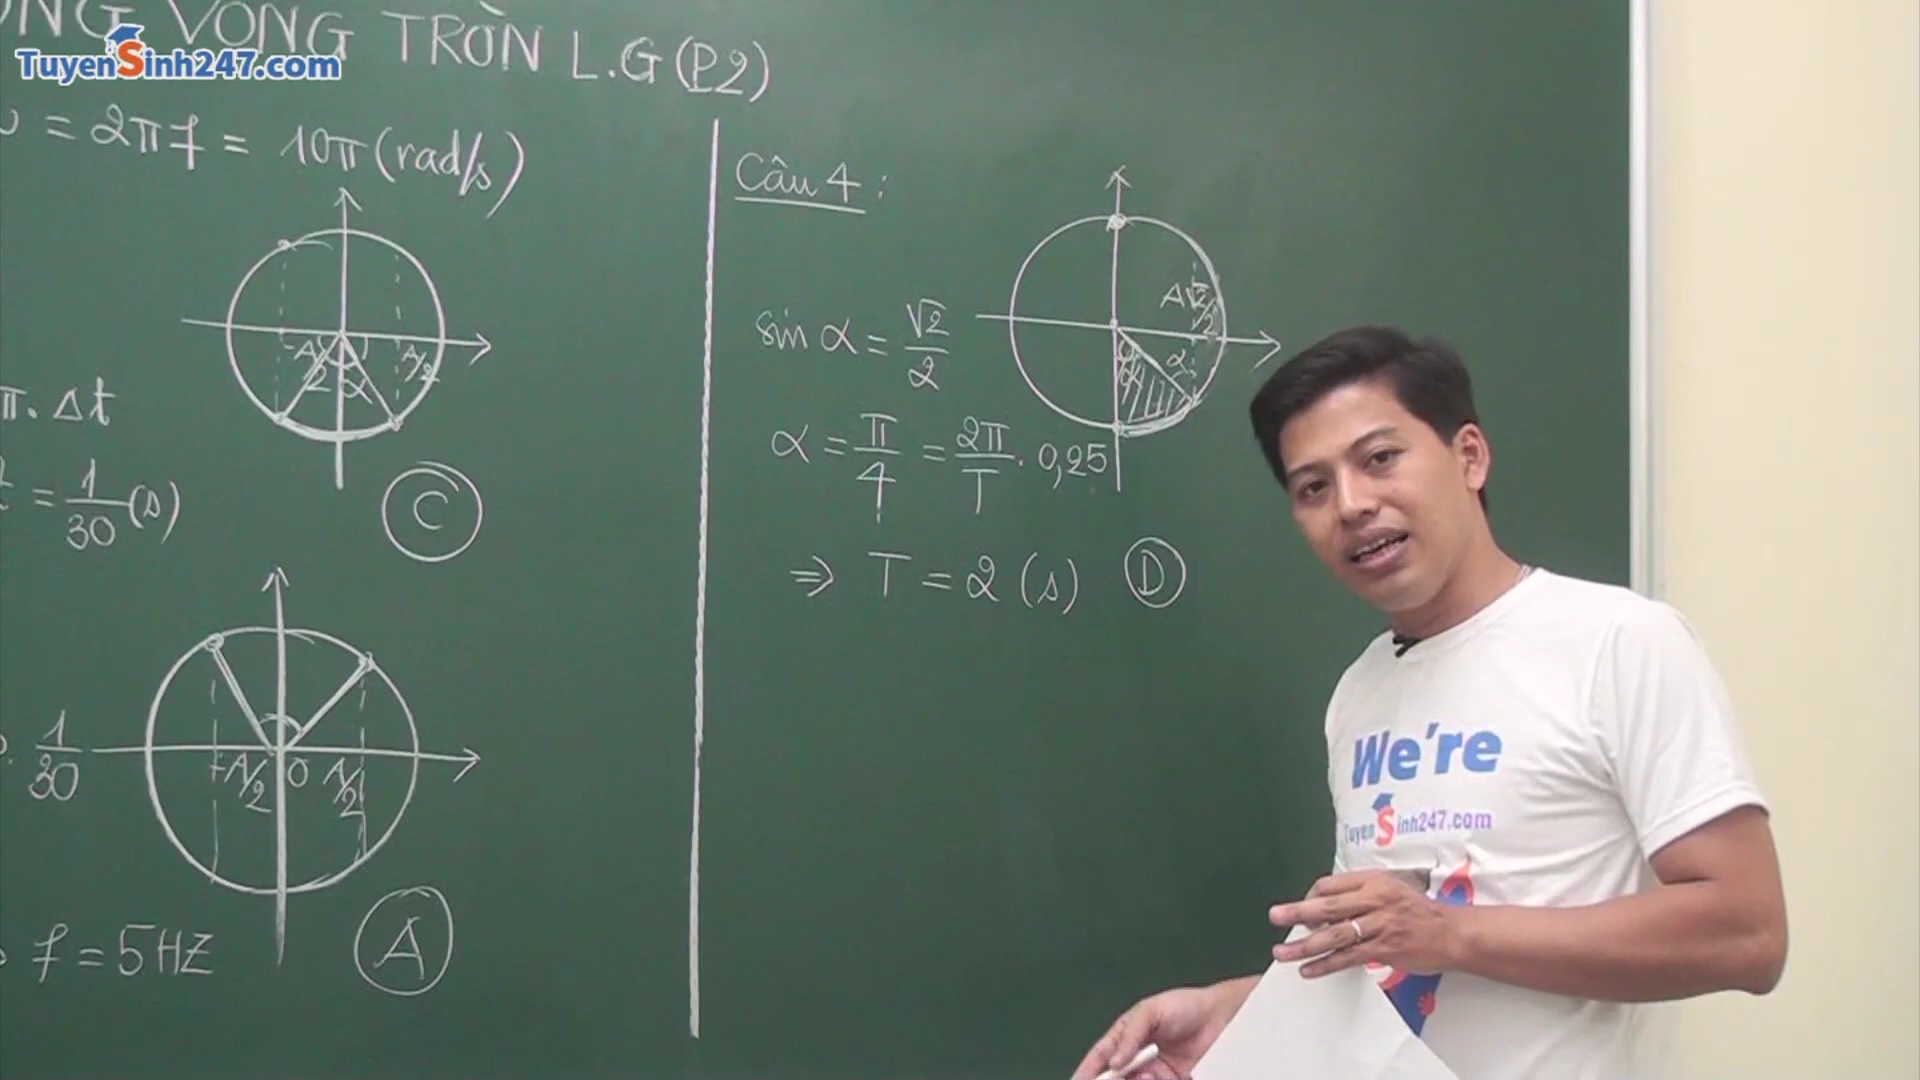 TuyenSinh247.com
VÒNG TRÒN L.G (P2)
= 2πf = 10π (rad/s)
-A/2 α A/2
π. Δt
= 1/30 (s)
C
1/30
-A/2 O A/2
f = 5HZ
A
Câu 4 :
A√2/2
sin α = √2/2
α
α
α = π/4 = 2π/T . 0,25
⇒ T = 2 (s) D
We're
TuyenSinh247.com